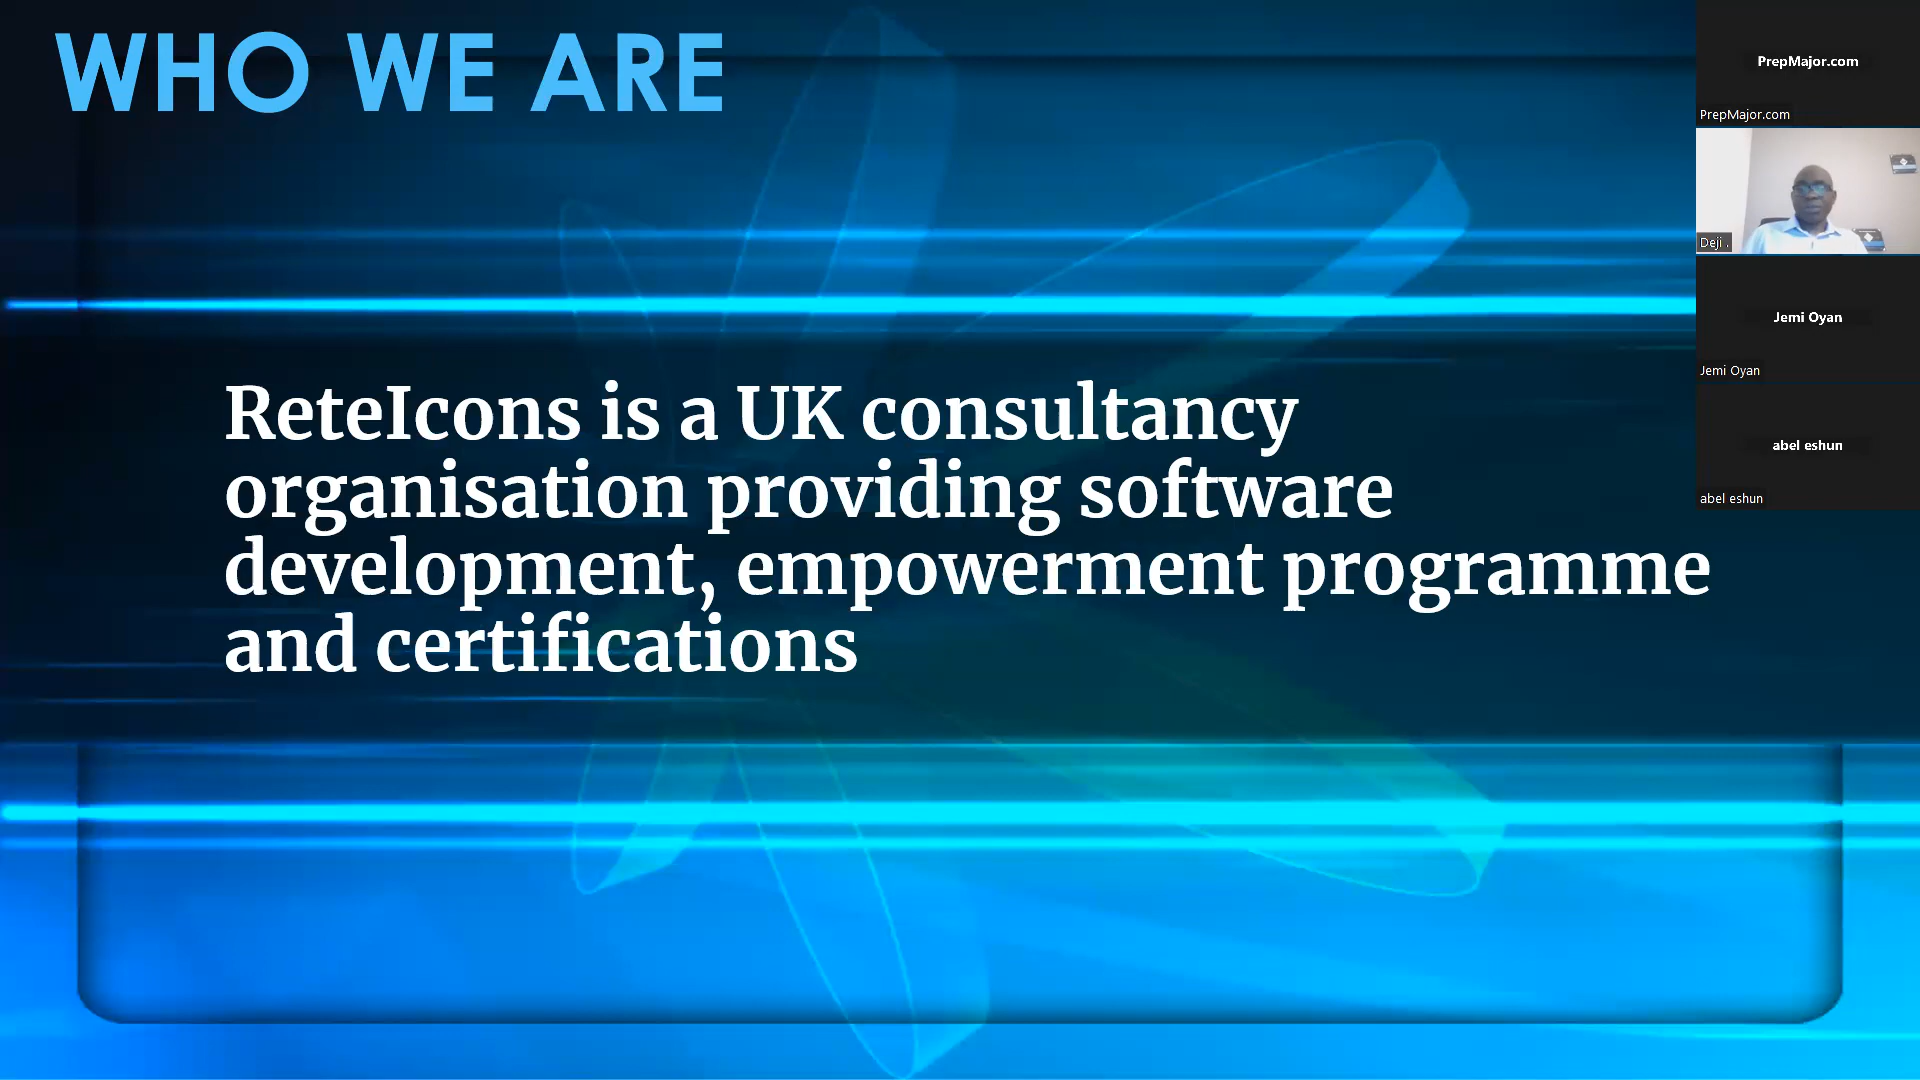 WHO WE ARE
ReteIcons is a UK consultancy
organisation providing software
development, empowerment programme
and certifications
PrepMajor.com
PrepMajor.com
Deji .
Jemi Oyan
Jemi Oyan
abel eshun
abel eshun